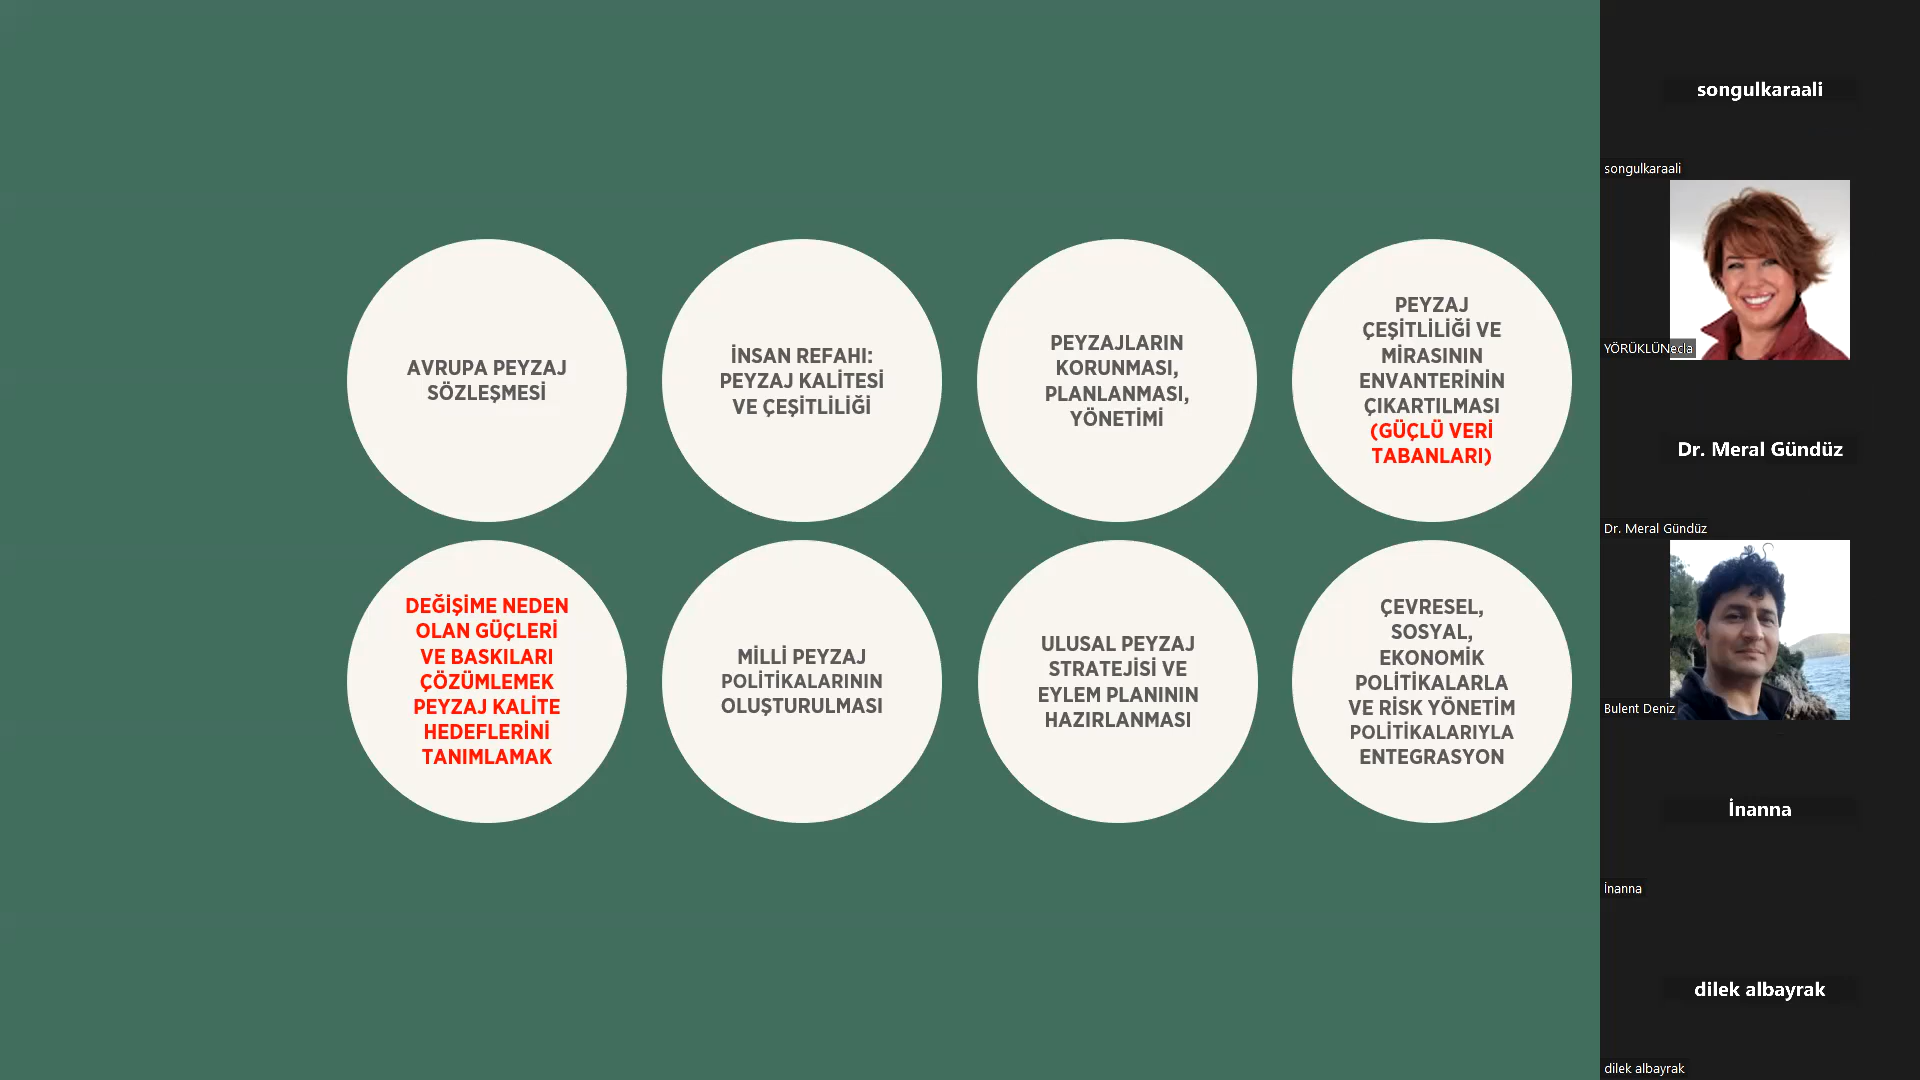 AVRUPA PEYZAJ
SÖZLEŞMESİ
İNSAN REFAHI:
PEYZAJ KALİTESİ
VE ÇEŞİTLİLİĞİ
PEYZAJLARIN
KORUNMASI,
PLANLANMASI,
YÖNETİMİ
PEYZAJ
ÇEŞİTLİLİĞİ VE
MİRASININ
ENVANTERİNİN
ÇIKARTILMASI
(GÜÇLÜ VERİ
TABANLARI)
DEĞİŞİME NEDEN
OLAN GÜÇLERİ
VE BASKILARI
ÇÖZÜMLEMEK
PEYZAJ KALİTE
HEDEFLERİNİ
TANIMLAMAK
MİLLİ PEYZAJ
POLİTİKALARININ
OLUŞTURULMASI
ULUSAL PEYZAJ
STRATEJİSİ VE
EYLEM PLANININ
HAZIRLANMASI
ÇEVRESEL,
SOSYAL,
EKONOMİK
POLİTİKALARLA
VE RİSK YÖNETİM
POLİTİKALARIYLA
ENTEGRASYON
songulkaraali
songulkaraali
YÖRÜKLÜNecla
Dr. Meral Gündüz
Dr. Meral Gündüz
Bulent Deniz
İnanna
İnanna
dilek albayrak
dilek albayrak